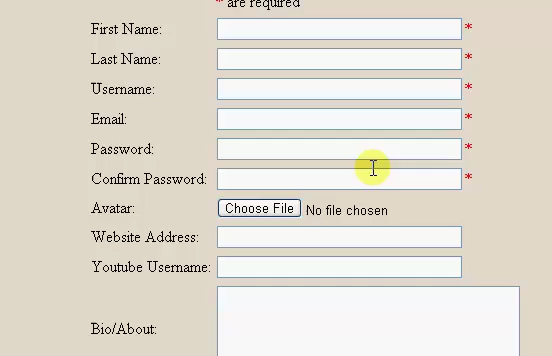 * are required
First Name: *
Last Name: *
Username: *
Email: *
Password: *
Confirm Password: *
Avatar: Choose File No file chosen
Website Address:
Youtube Username:
Bio/About: